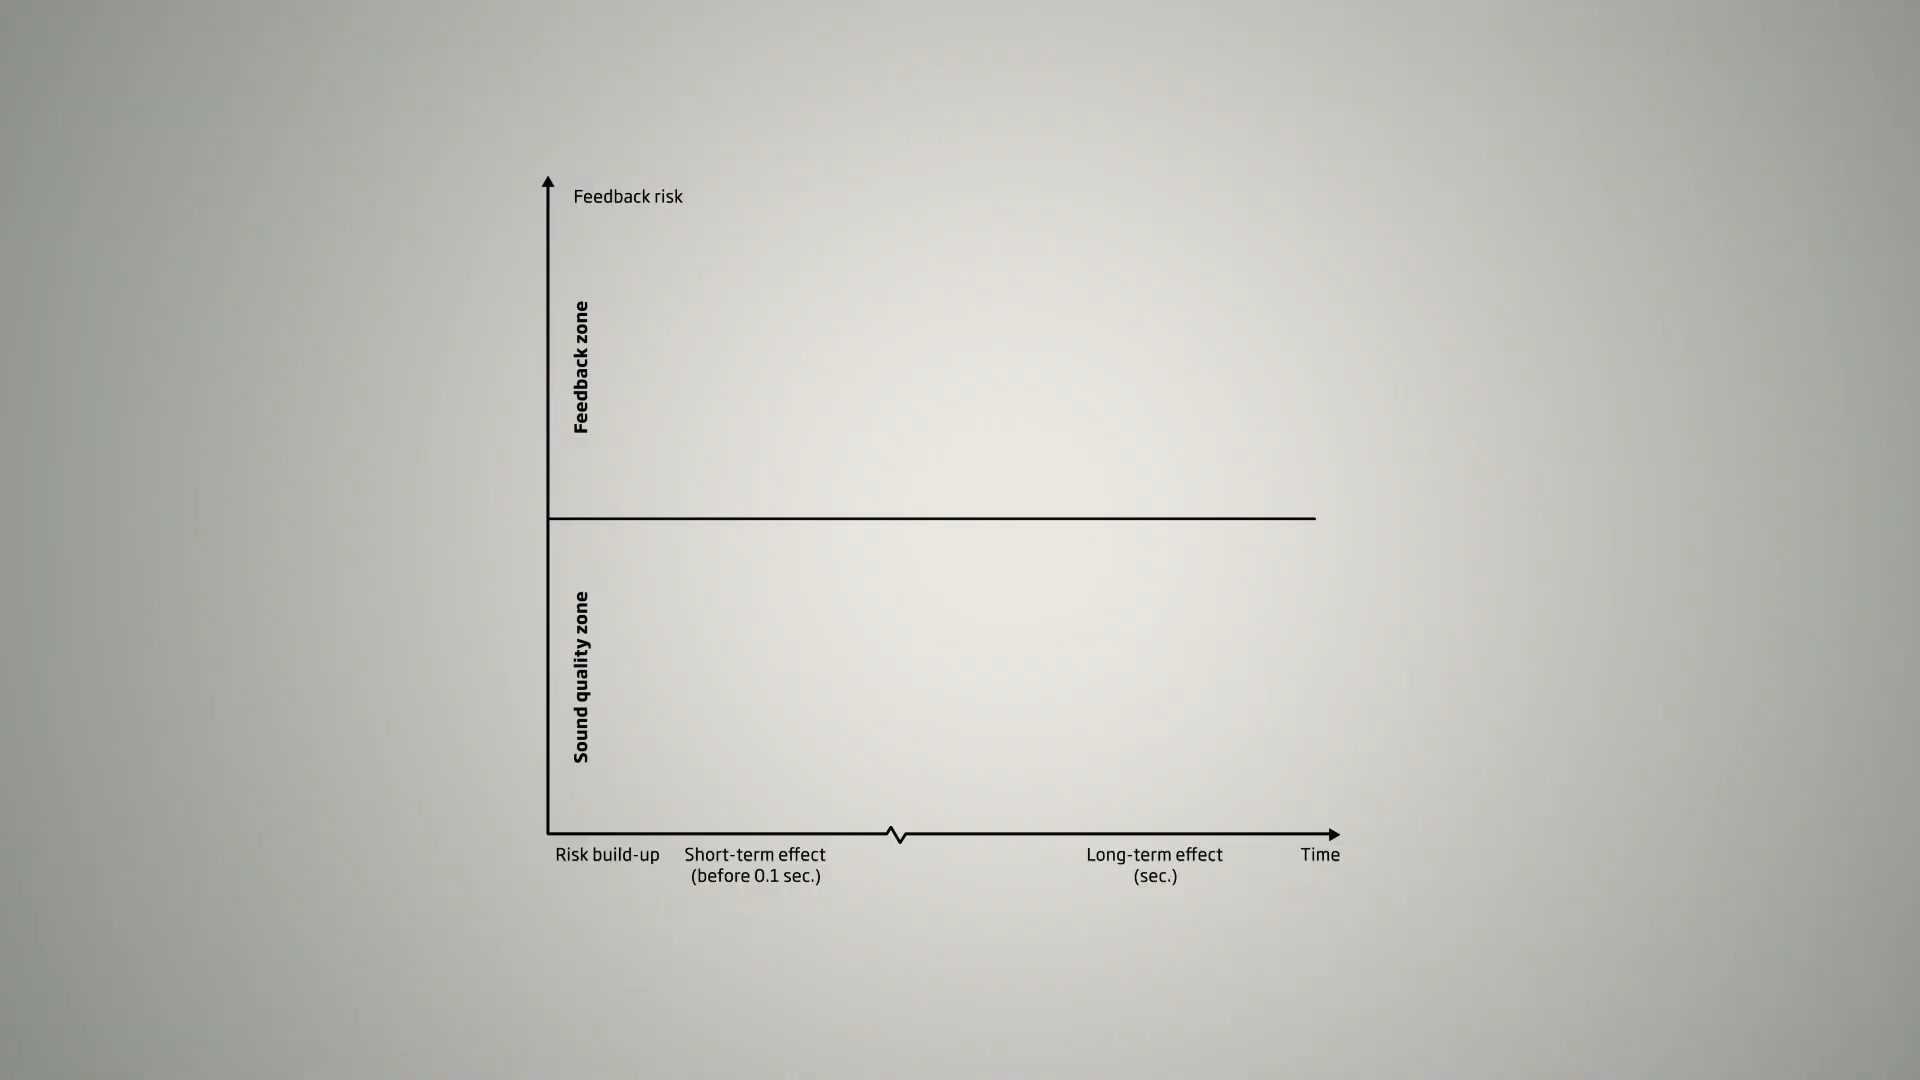 Feedback risk
Feedback zone
Sound quality zone
Risk build-up
Short-term effect
(before 0.1 sec.)
Long-term effect
(sec.)
Time